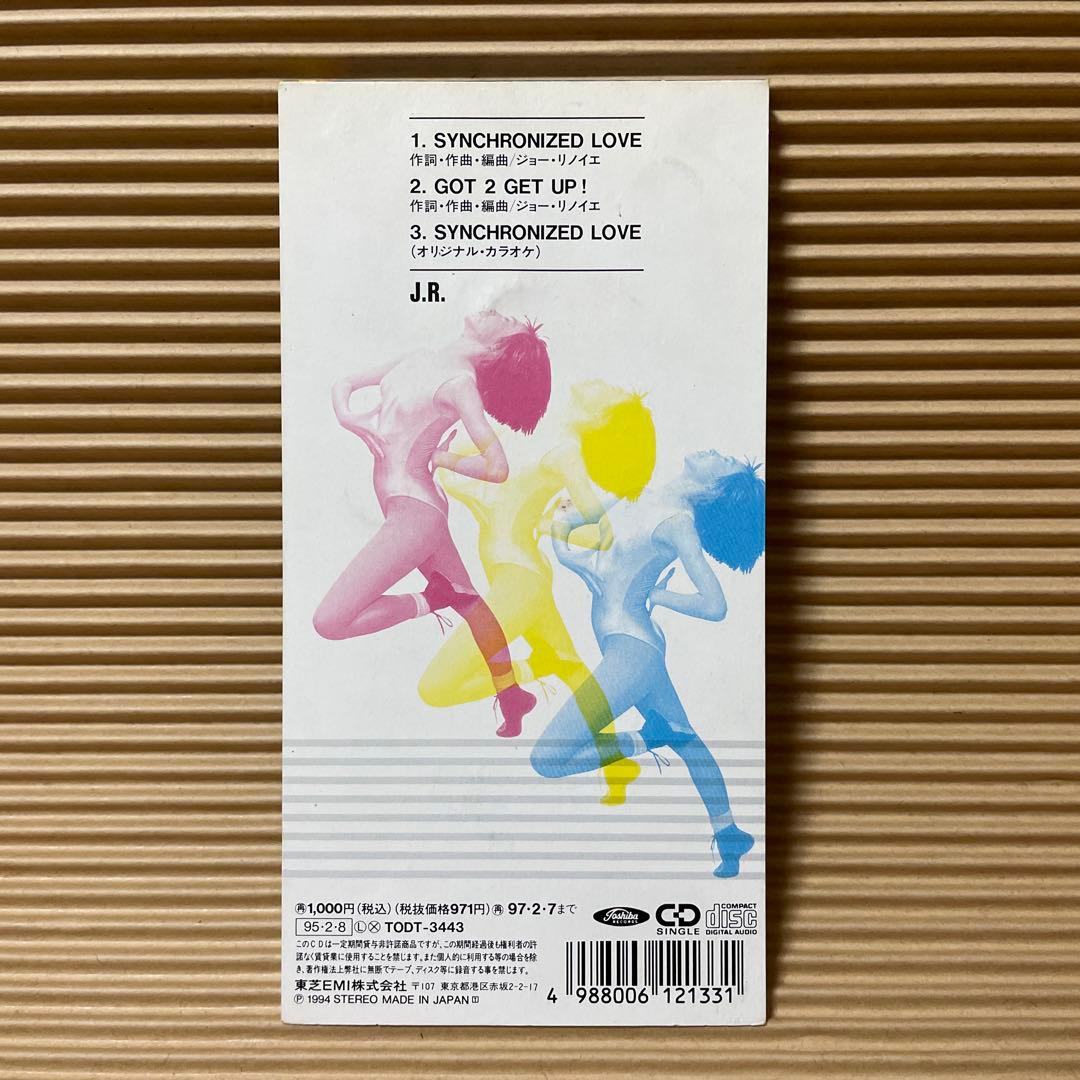 1. SYNCHRONIZED LOVE
作詞・作曲・編曲/ジョー・リノイエ
2. GOT 2 GET UP!
作詞・作曲・編曲/ジョー・リノイエ
3. SYNCHRONIZED LOVE
(オリジナル・カラオケ)
J.R.
再1,000円(税込)(税抜価格971円)再97・2・7まで
95・2・8 Ⓛ Ⓧ TODT-3443
このCDは一定期間貸与非許諾商品ですが、この期間経過後も権利者の許
諾なく賃貸業に使用することを禁じます。また個人的に利用する等の場合を除
き、著作権法上弊社に無断でテープ、ディスク等に録音する事を禁じます。
東芝EMI株式会社 〒107 東京都港区赤坂2-2-17
Ⓟ 1994 STEREO MADE IN JAPAN
Toshiba
RECORDS
CD
SINGLE
COMPACT
disc
DIGITAL AUDIO
4 988006 121331